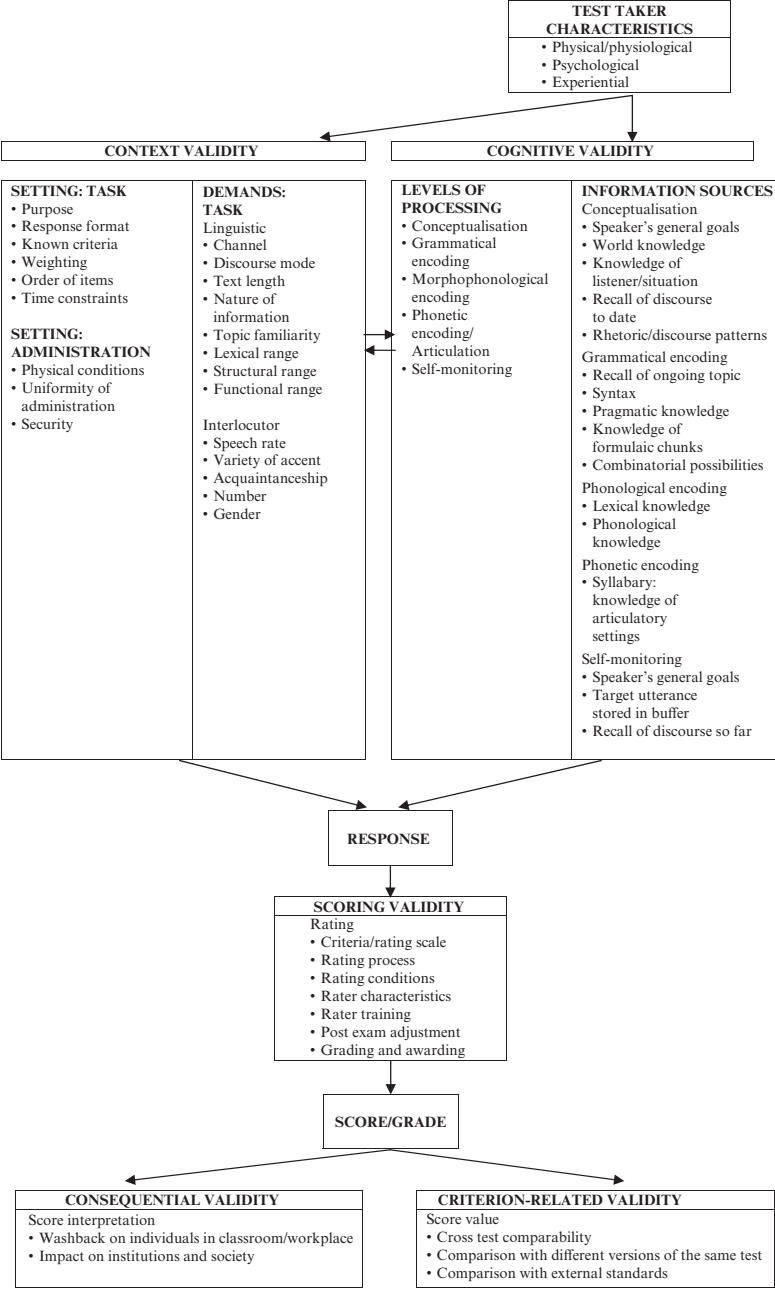 TEST TAKER
CHARACTERISTICS
• Physical/physiological
• Psychological
• Experiential
CONTEXT VALIDITY
COGNITIVE VALIDITY
SETTING: TASK
• Purpose
• Response format
• Known criteria
• Weighting
• Order of items
• Time constraints
SETTING:
ADMINISTRATION
• Physical conditions
• Uniformity of
administration
• Security
DEMANDS:
TASK
Linguistic
• Channel
• Discourse mode
• Text length
• Nature of
information
• Topic familiarity
• Lexical range
• Structural range
• Functional range
Interlocutor
• Speech rate
• Variety of accent
• Acquaintanceship
• Number
• Gender
LEVELS OF
PROCESSING
• Conceptualisation
• Grammatical
encoding
• Morphophonological
encoding
• Phonetic
encoding/
Articulation
• Self-monitoring
INFORMATION SOURCES
Conceptualisation
• Speaker's general goals
• World knowledge
• Knowledge of
listener/situation
• Recall of discourse
to date
• Rhetoric/discourse patterns
Grammatical encoding
• Recall of ongoing topic
• Syntax
• Pragmatic knowledge
• Knowledge of
formulaic chunks
• Combinatorial possibilities
Phonological encoding
• Lexical knowledge
• Phonological
knowledge
Phonetic encoding
• Syllabary:
knowledge of
articulatory
settings
Self-monitoring
• Speaker's general goals
• Target utterance
stored in buffer
• Recall of discourse so far
RESPONSE
SCORING VALIDITY
Rating
• Criteria/rating scale
• Rating process
• Rating conditions
• Rater characteristics
• Rater training
• Post exam adjustment
• Grading and awarding
SCORE/GRADE
CONSEQUENTIAL VALIDITY
Score interpretation
• Washback on individuals in classroom/workplace
• Impact on institutions and society
CRITERION-RELATED VALIDITY
Score value
• Cross test comparability
• Comparison with different versions of the same test
• Comparison with external standards